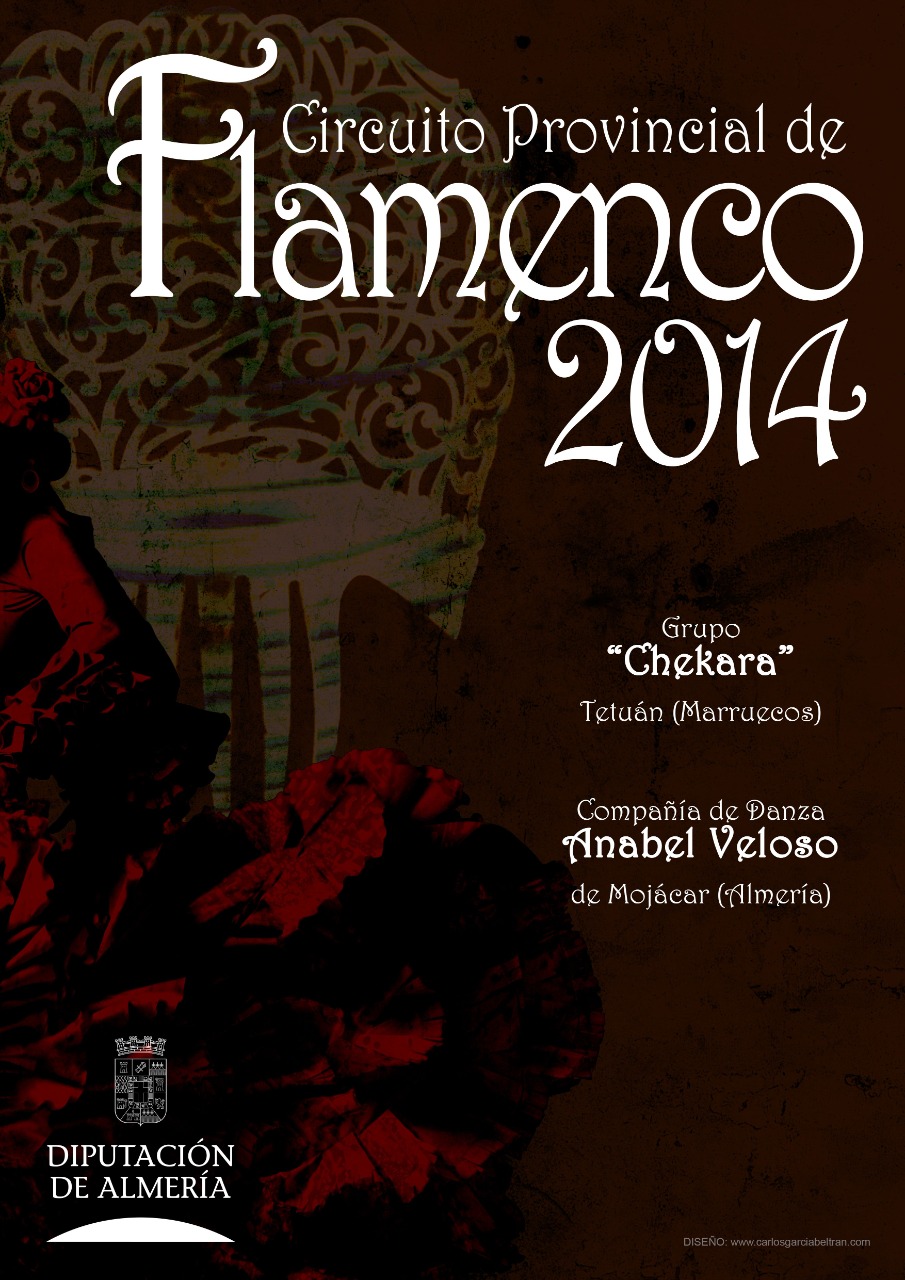 Circuito Provincial de
Flamenco
2014
Grupo
“Chekara”
Tetuán (Marruecos)
Compañía de Danza
Anabel Veloso
de Mojácar (Almería)
DIPUTACIÓN
DE ALMERÍA
DISEÑO: www.carlosgarciabeltran.com